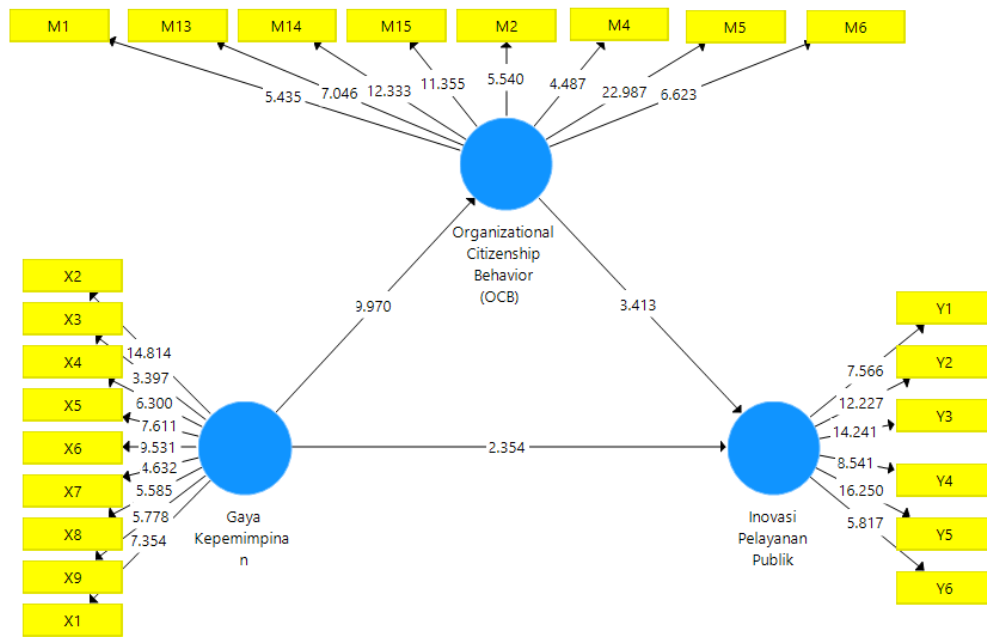 M1
M13
M14
M15
M2
M4
M5
M6
5.435
7.046
12.333
11.355
5.540
4.487
22.987
6.623
Organizational
Citizenship
Behavior
(OCB)
9.970
3.413
X2
X3
X4
X5
X6
X7
X8
X9
X1
14.814
3.397
6.300
7.611
9.531
4.632
5.585
5.778
7.354
Gaya
Kepemimpina
n
2.354
Inovasi
Pelayanan
Publik
7.566
12.227
14.241
8.541
16.250
5.817
Y1
Y2
Y3
Y4
Y5
Y6